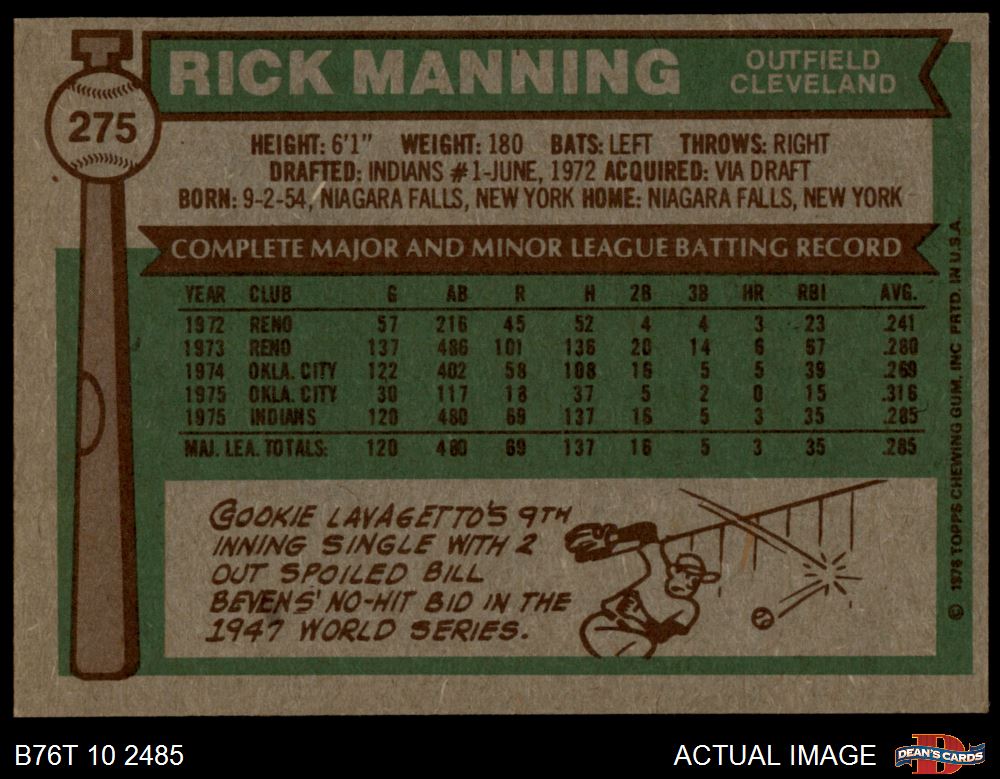 275
RICK MANNING
OUTFIELD
CLEVELAND
HEIGHT: 6'1" WEIGHT: 180 BATS: LEFT THROWS: RIGHT
DRAFTED: INDIANS #1-JUNE, 1972 ACQUIRED: VIA DRAFT
BORN: 9-2-54, NIAGARA FALLS, NEW YORK HOME: NIAGARA FALLS, NEW YORK
COMPLETE MAJOR AND MINOR LEAGUE BATTING RECORD
YEAR CLUB G AB R H 2B 3B HR RBI AVG.
1972 RENO 57 216 45 52 4 4 3 23 .241
1973 RENO 137 486 101 136 20 14 6 67 .280
1974 OKLA. CITY 122 402 58 108 16 5 5 39 .269
1975 OKLA. CITY 30 117 18 37 5 2 0 15 .316
1975 INDIANS 120 480 69 137 16 5 3 35 .285
MAJ. LEA. TOTALS: 120 480 69 137 16 5 3 35 .285
COOKIE LAVAGETTO'S 9TH
INNING SINGLE WITH 2
OUT SPOILED BILL
BEVENS' NO-HIT BID IN THE
1947 WORLD SERIES.
© 1976 TOPPS CHEWING GUM, INC. PRTD. IN U.S.A.
B76T 10 2485
ACTUAL IMAGE
DEAN'S CARDS